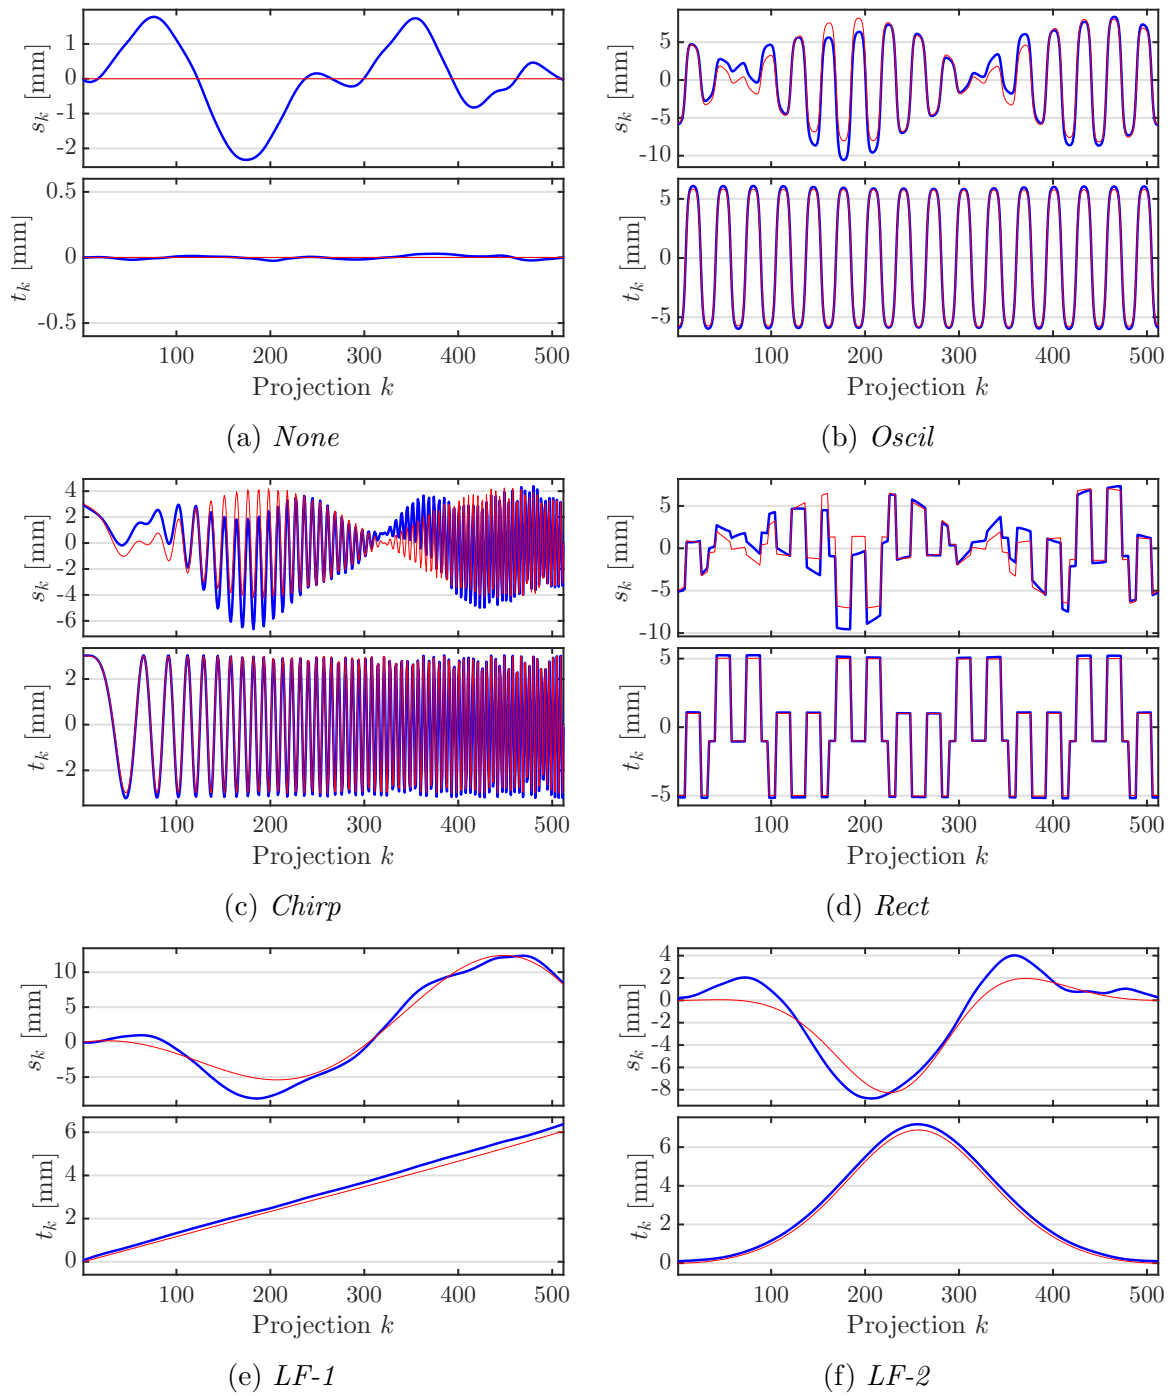 s_k [mm]
1
0
-1
-2
t_k [mm]
0.5
0
-0.5
100 200 300 400 500
Projection k
(a) None
s_k [mm]
5
0
-5
-10
t_k [mm]
5
0
-5
100 200 300 400 500
Projection k
(b) Oscil
s_k [mm]
4
2
0
-2
-4
-6
t_k [mm]
2
0
-2
100 200 300 400 500
Projection k
(c) Chirp
s_k [mm]
5
0
-5
-10
t_k [mm]
5
0
-5
100 200 300 400 500
Projection k
(d) Rect
s_k [mm]
10
5
0
-5
t_k [mm]
6
4
2
0
100 200 300 400 500
Projection k
(e) LF-1
s_k [mm]
4
2
0
-2
-4
-6
-8
t_k [mm]
6
4
2
0
100 200 300 400 500
Projection k
(f) LF-2